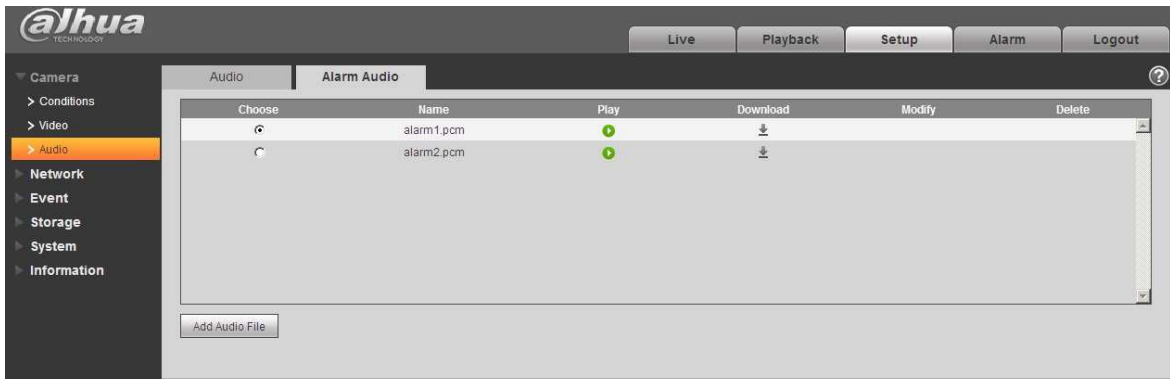 alhua
TECHNOLOGY
Live Playback Setup Alarm Logout
Camera Audio Alarm Audio ?
> Conditions Choose Name Play Download Modify Delete
> Video alarm1.pcm
> Audio alarm2.pcm
Network
Event
Storage
System
Information
Add Audio File